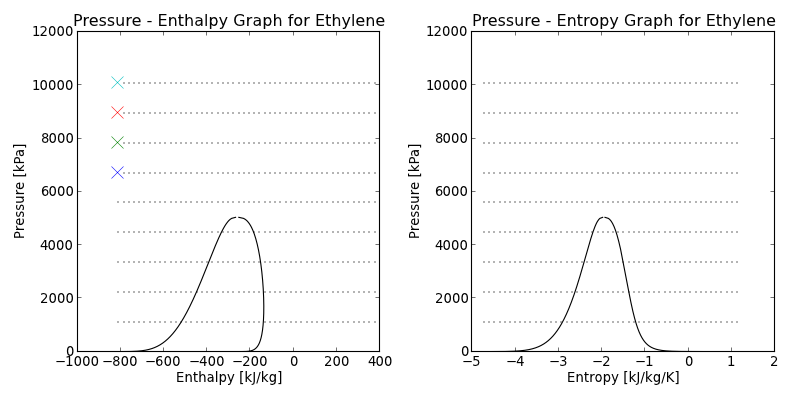 Pressure - Enthalpy Graph for Ethylene
12000
10000
8000
6000
4000
2000
0
Pressure [kPa]
−1000 −800 −600 −400 −200 0 200 400
Enthalpy [kJ/kg]
Pressure - Entropy Graph for Ethylene
12000
10000
8000
6000
4000
2000
0
Pressure [kPa]
−5 −4 −3 −2 −1 0 1 2
Entropy [kJ/kg/K]